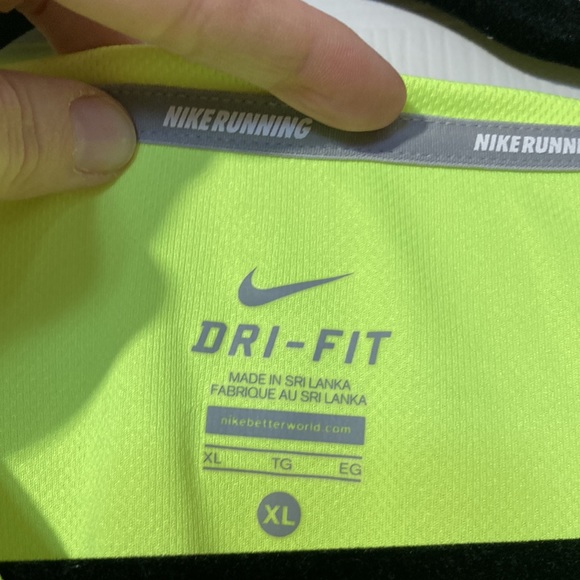 NIKERUNNING NIKERUNNI
DRI-FIT
MADE IN SRI LANKA
FABRIQUE AU SRI LANKA
nikebetterworld.com
XL TG EG
XL